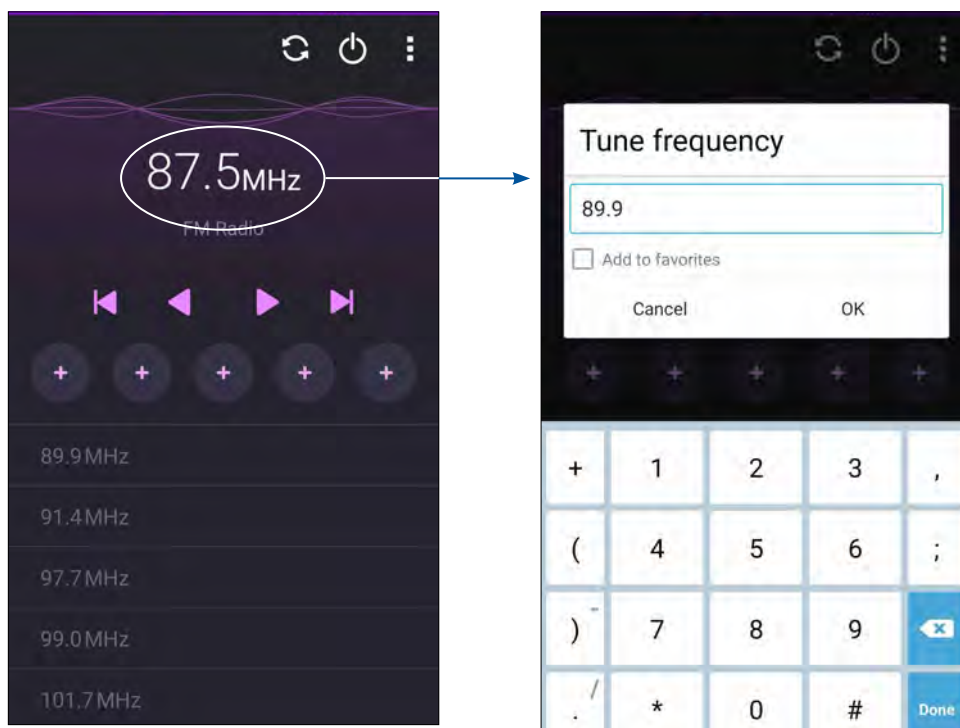 87.5MHz
FM Radio
+ + + + +
89.9MHz
91.4MHz
97.7MHz
99.0MHz
101.7MHz
Tune frequency
89.9
Add to favorites
Cancel OK
+ + + + +
+ 1 2 3 ,
( 4 5 6 ;
) - 7 8 9
. / * 0 # Done